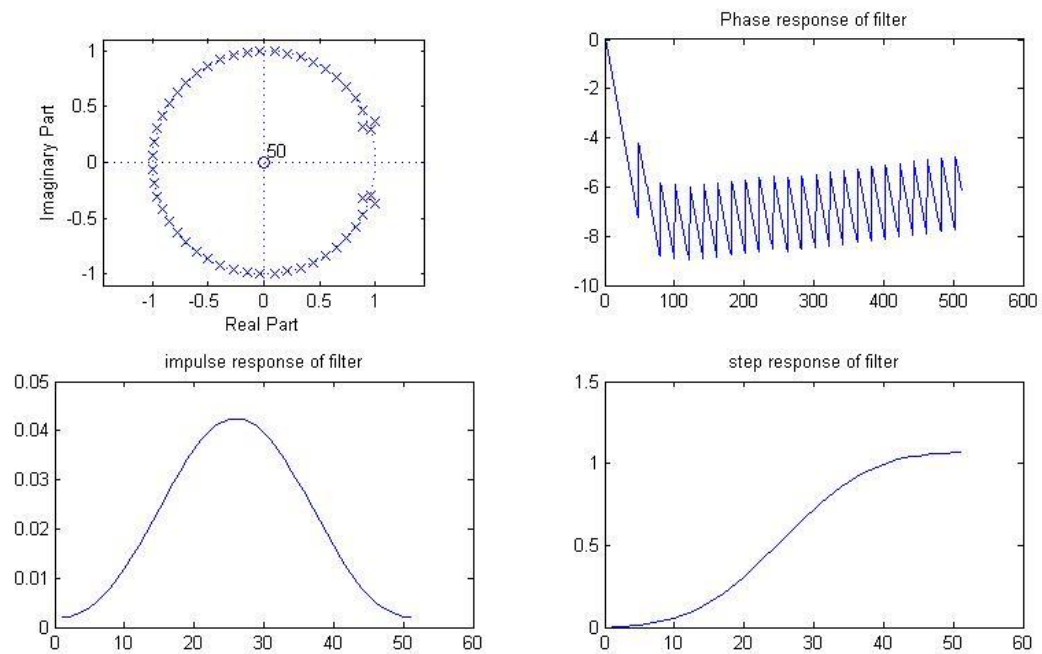 1
0.5
0
-0.5
-1
Imaginary Part
50
-1 -0.5 0 0.5 1
Real Part
Phase response of filter
0
-2
-4
-6
-8
-10
0 100 200 300 400 500 600
impulse response of filter
0.05
0.04
0.03
0.02
0.01
0
0 10 20 30 40 50 60
step response of filter
1.5
1
0.5
0
0 10 20 30 40 50 60